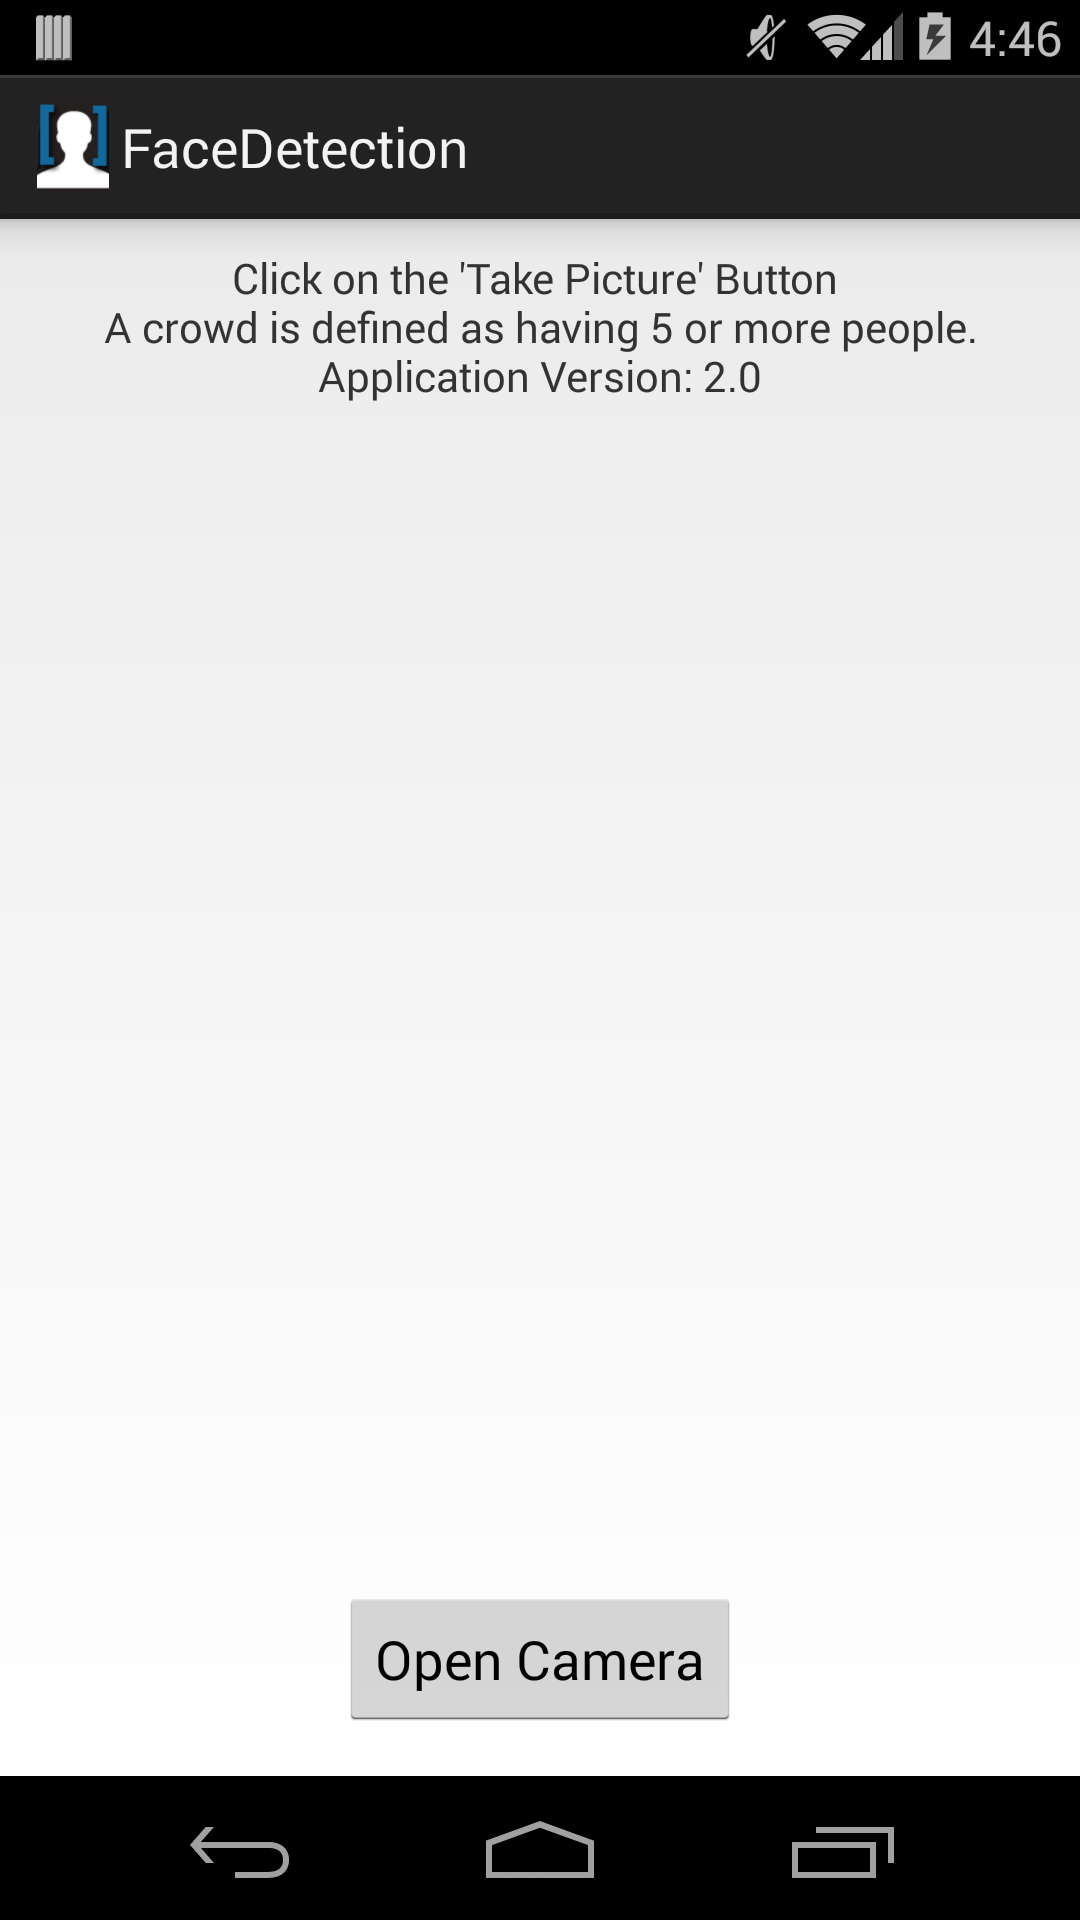 4:46
FaceDetection
Click on the 'Take Picture' Button
A crowd is defined as having 5 or more people.
Application Version: 2.0
Open Camera